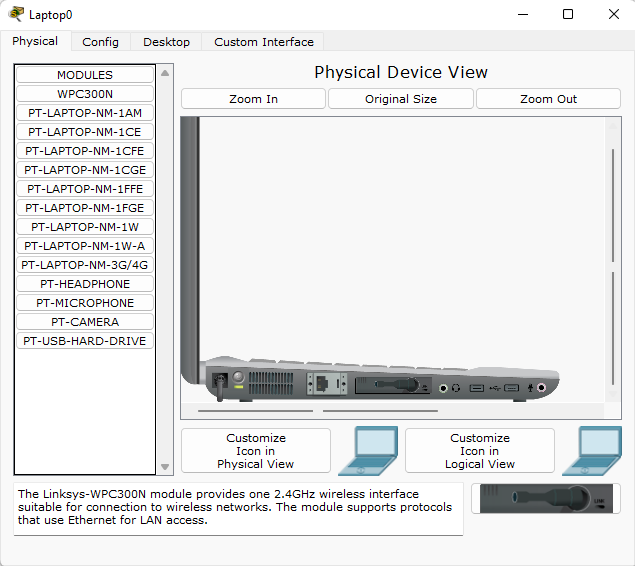 Laptop0
Physical
Config
Desktop
Custom Interface
MODULES
WPC300N
PT-LAPTOP-NM-1AM
PT-LAPTOP-NM-1CE
PT-LAPTOP-NM-1CFE
PT-LAPTOP-NM-1CGE
PT-LAPTOP-NM-1FFE
PT-LAPTOP-NM-1FGE
PT-LAPTOP-NM-1W
PT-LAPTOP-NM-1W-A
PT-LAPTOP-NM-3G/4G
PT-HEADPHONE
PT-MICROPHONE
PT-CAMERA
PT-USB-HARD-DRIVE
Physical Device View
Zoom In
Original Size
Zoom Out
Customize
Icon in
Physical View
Customize
Icon in
Logical View
The Linksys-WPC300N module provides one 2.4GHz wireless interface
suitable for connection to wireless networks. The module supports protocols
that use Ethernet for LAN access.
LINK